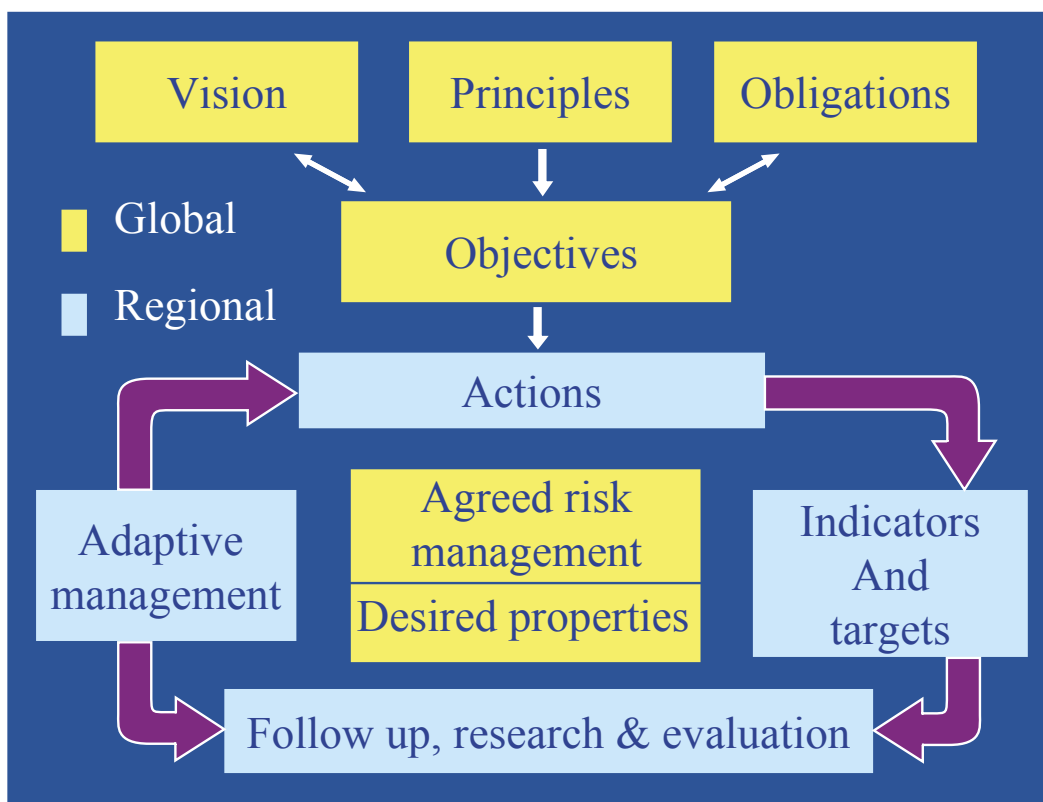 Vision
Principles
Obligations
Global
Objectives
Regional
Actions
Agreed risk
management
Desired properties
Adaptive
management
Indicators
And
targets
Follow up, research & evaluation